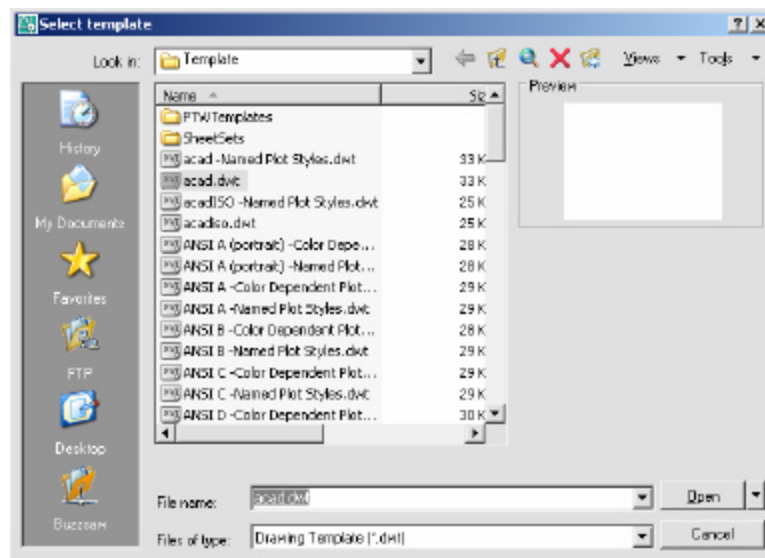 Select template
Look in: Template Views Tools
Name Siz
PTWTemplates
SheetSets
acad -Named Plot Styles.dwt 33 K
acad.dwt 33 K
acadISO -Named Plot Styles.dwt 25 K
acadiso.dwt 25 K
ANSI A (portrait) -Color Depe... 28 K
ANSI A (portrait) -Named Plot... 28 K
ANSI A -Color Dependent Plot... 29 K
ANSI A -Named Plot Styles.dwt 29 K
ANSI B -Color Dependent Plot... 28 K
ANSI B -Named Plot Styles.dwt 29 K
ANSI C -Color Dependent Plot... 29 K
ANSI C -Named Plot Styles.dwt 29 K
ANSI D -Color Dependent Plot... 30 K
Preview
History
My Documents
Favorites
FTP
Desktop
Buzzsaw
File name: acad.dwt Open
Files of type: Drawing Template (*.dwt) Cancel